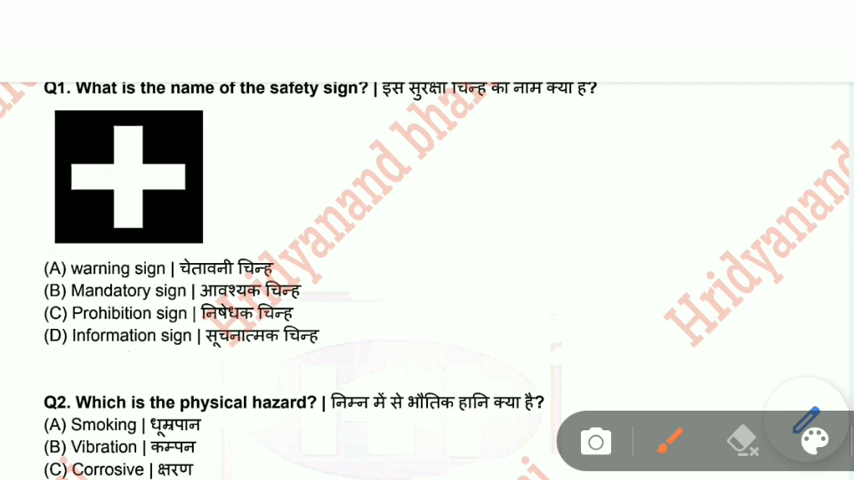 Q1. What is the name of the safety sign? | इस सुरक्षा चिन्ह का नाम क्या है?
(A) warning sign | चेतावनी चिन्ह
(B) Mandatory sign | आवश्यक चिन्ह
(C) Prohibition sign | निषेधक चिन्ह
(D) Information sign | सूचनात्मक चिन्ह
Q2. Which is the physical hazard? | निम्न में से भौतिक हानि क्या है?
(A) Smoking | धूम्रपान
(B) Vibration | कम्पन
(C) Corrosive | क्षरण
Hridyanand bhai
Hridyanand